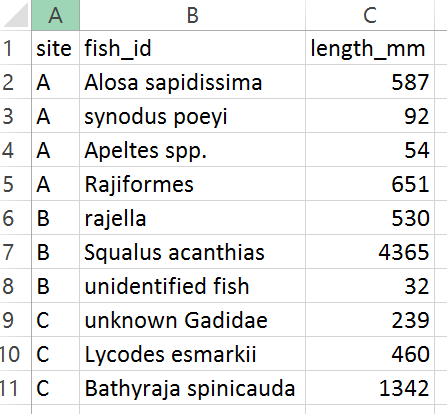 A B C
1 site fish_id length_mm
2 A Alosa sapidissima 587
3 A synodus poeyi 92
4 A Apeltes spp. 54
5 A Rajiformes 651
6 B rajella 530
7 B Squalus acanthias 4365
8 B unidentified fish 32
9 C unknown Gadidae 239
10 C Lycodes esmarkii 460
11 C Bathyraja spinicauda 1342